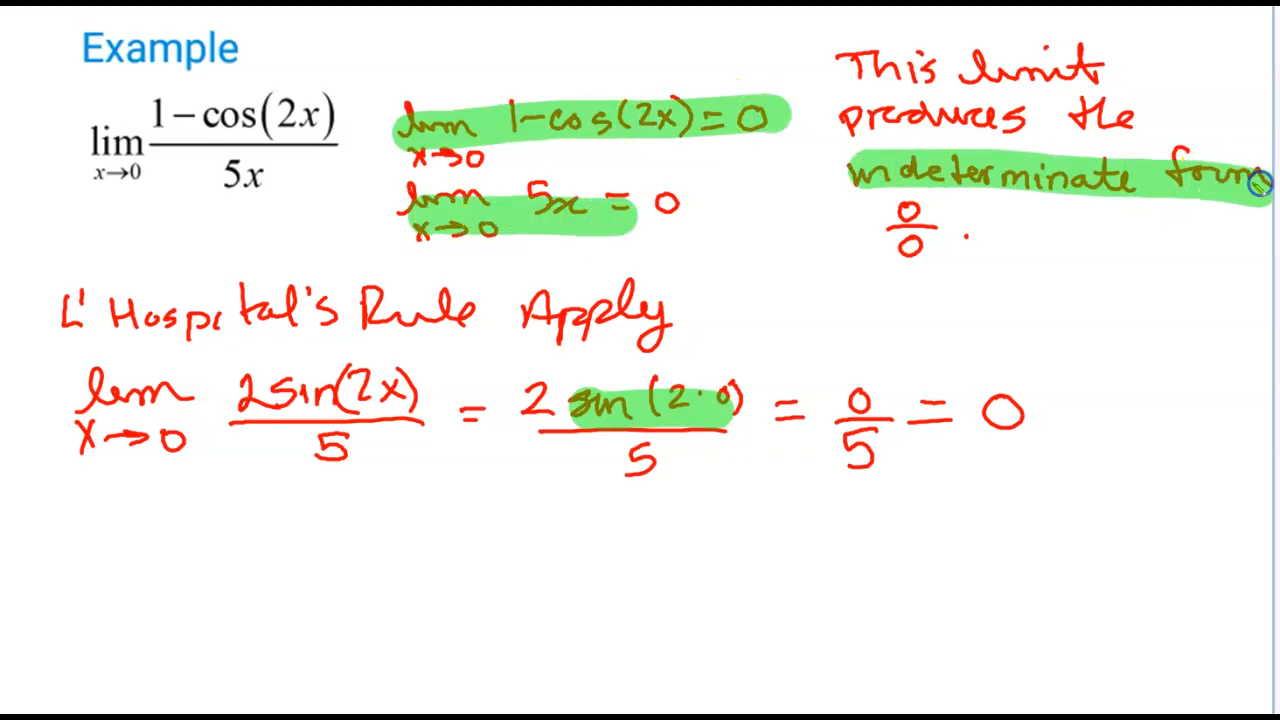 Example
lim x→0 1−cos(2x)/5x
lim x→0 1-cos(2x) = 0
lim x→0 5x = 0
This limit
produces the
indeterminate form
0/0 .
L'Hospital's Rule Apply
lim x→0 2sin(2x)/5 = 2 sin(2·0)/5 = 0/5 = 0